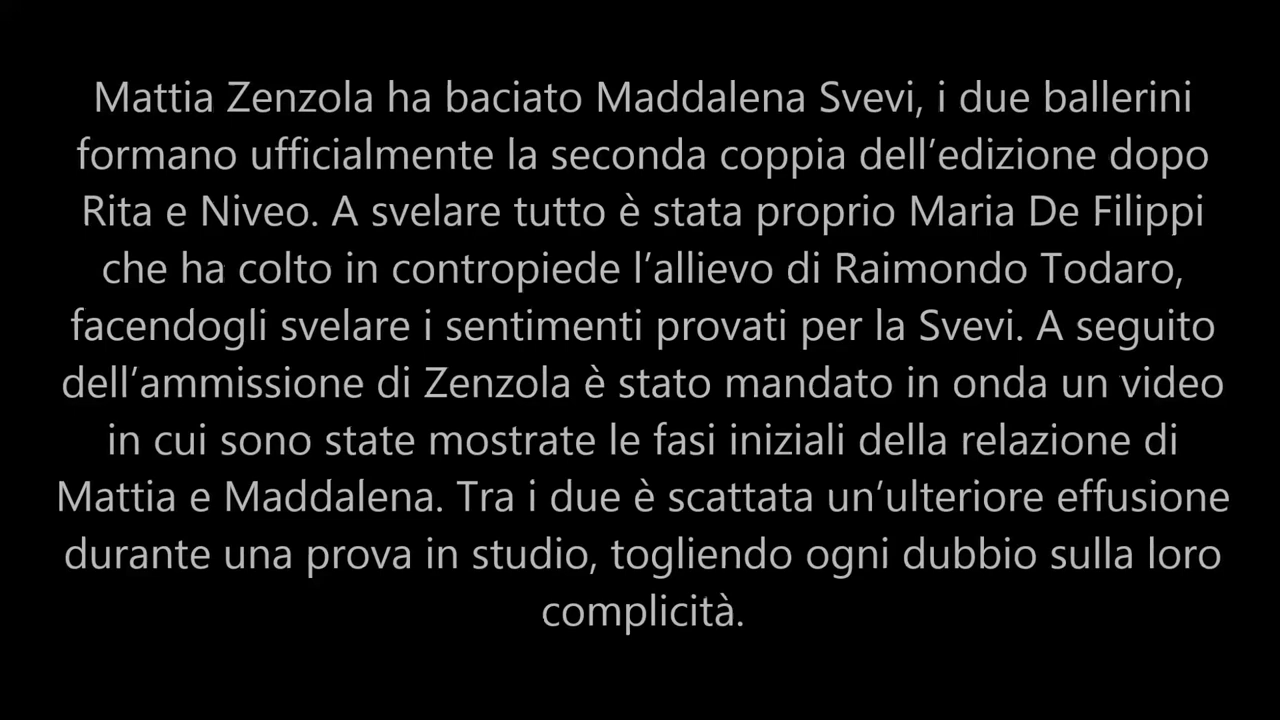 Mattia Zenzola ha baciato Maddalena Svevi, i due ballerini
formano ufficialmente la seconda coppia dell’edizione dopo
Rita e Niveo. A svelare tutto è stata proprio Maria De Filippi
che ha colto in contropiede l’allievo di Raimondo Todaro,
facendogli svelare i sentimenti provati per la Svevi. A seguito
dell’ammissione di Zenzola è stato mandato in onda un video
in cui sono state mostrate le fasi iniziali della relazione di
Mattia e Maddalena. Tra i due è scattata un’ulteriore effusione
durante una prova in studio, togliendo ogni dubbio sulla loro
complicità.